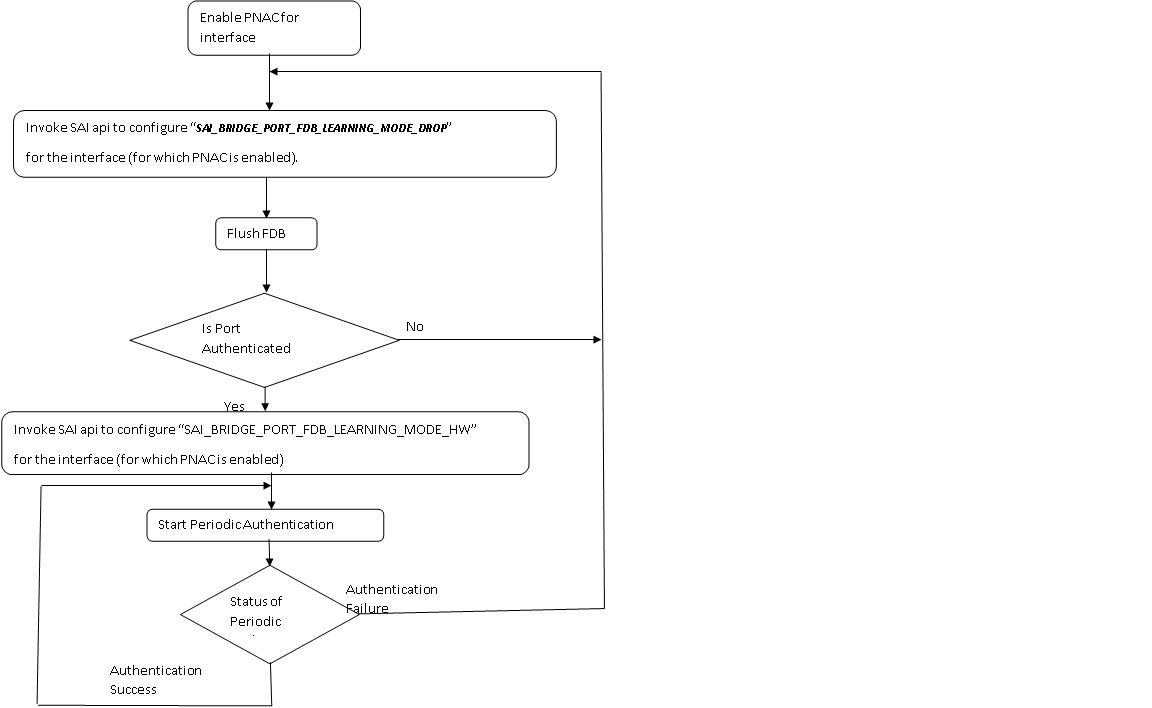 Enable PNAC for
interface
Invoke SAI api to configure “SAI_BRIDGE_PORT_FDB_LEARNING_MODE_DROP”
for the interface (for which PNAC is enabled).
Flush FDB
Is Port
Authenticated
No
Yes
Invoke SAI api to configure “SAI_BRIDGE_PORT_FDB_LEARNING_MODE_HW”
for the interface (for which PNAC is enabled)
Start Periodic Authentication
Status of
Periodic
Authentication
Failure
Authentication
Success